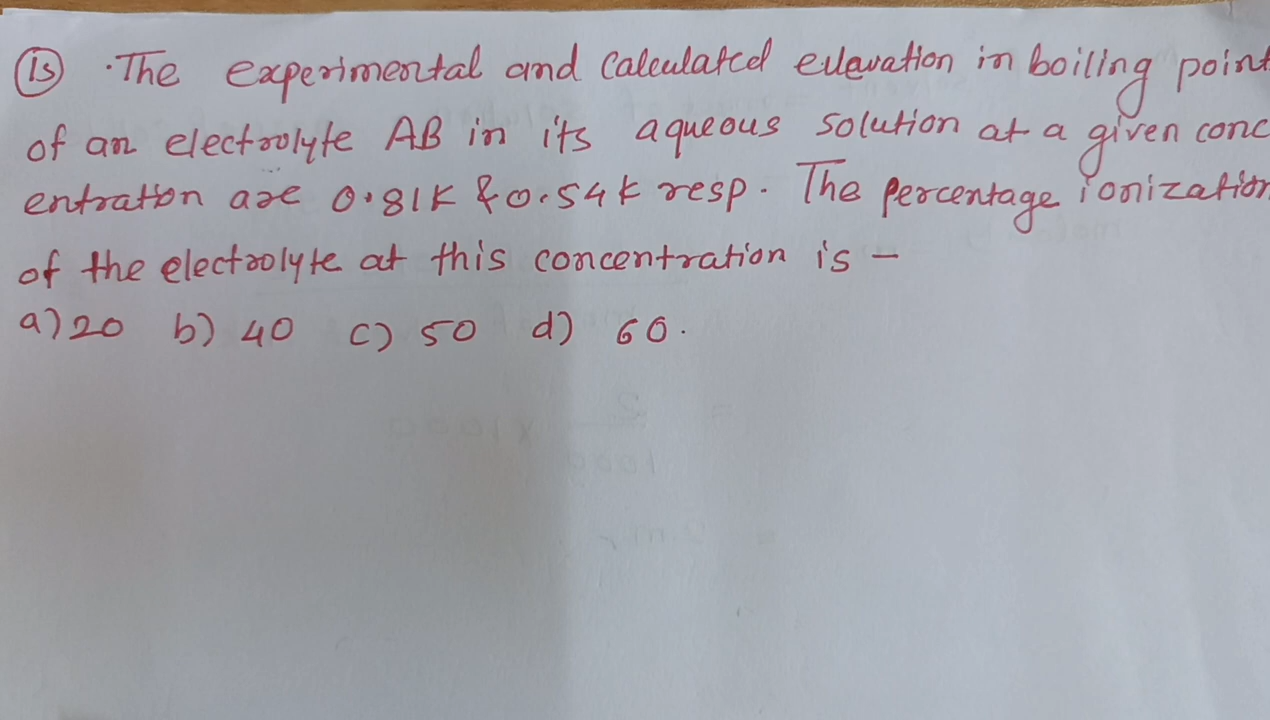 15 .The experimental and calculated ellevation in boiling point
of an electrolyte AB in its aqueous solution at a given conc
entration are 0.81K & 0.54K resp. The percentage ionization
of the electrolyte at this concentration is -
a) 20 b) 40 c) 50 d) 60.